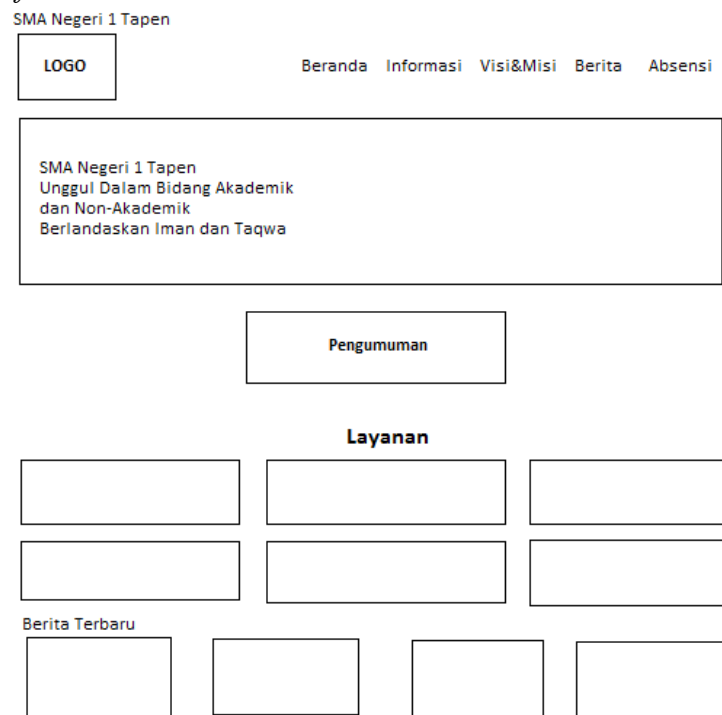 SMA Negeri 1 Tapen
LOGO
Beranda Informasi Visi&Misi Berita Absensi
SMA Negeri 1 Tapen
Unggul Dalam Bidang Akademik
dan Non-Akademik
Berlandaskan Iman dan Taqwa
Pengumuman
Layanan
Berita Terbaru